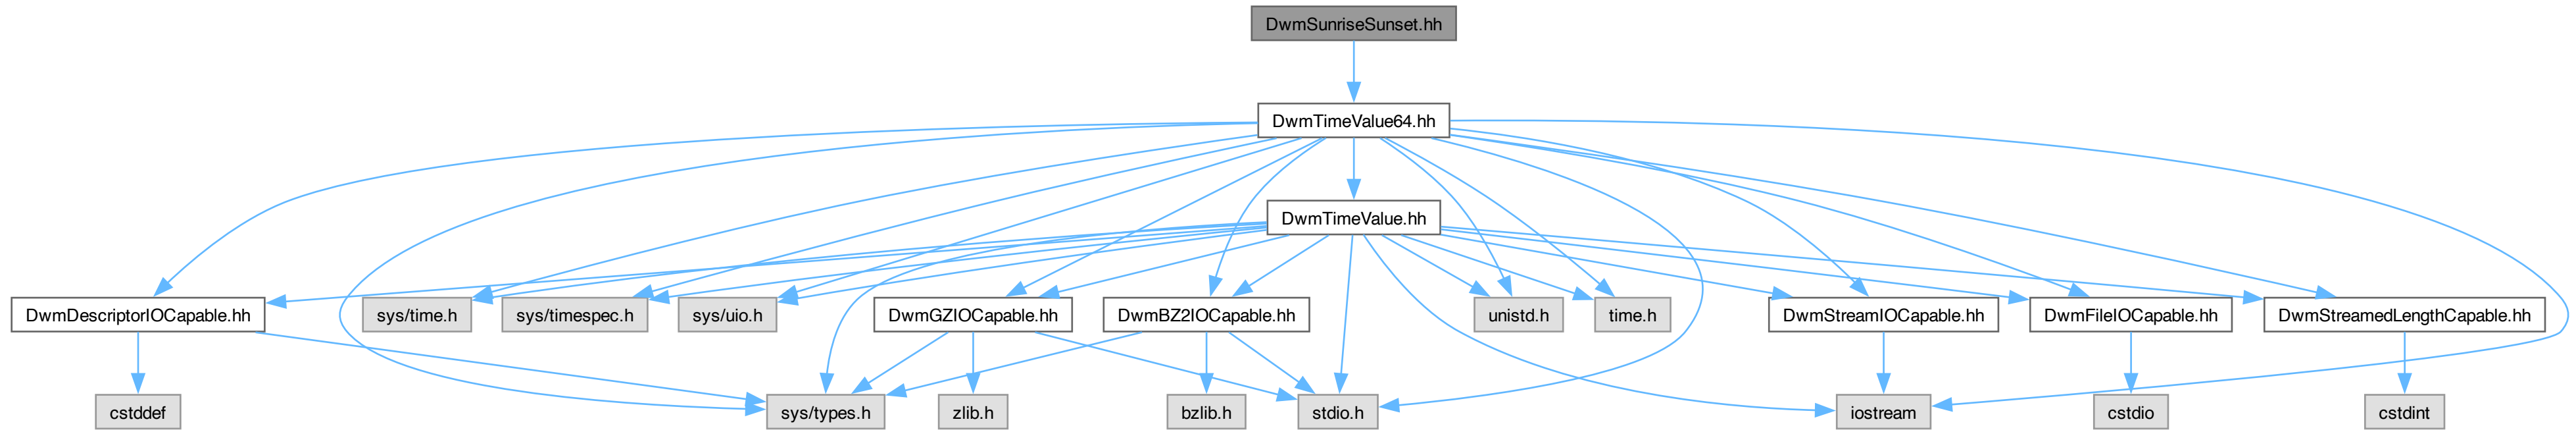 DwmSunriseSunset.hh
DwmTimeValue64.hh
DwmTimeValue.hh
DwmDescriptorIOCapable.hh
sys/time.h
sys/timespec.h
sys/uio.h
DwmGZIOCapable.hh
DwmBZ2IOCapable.hh
unistd.h
time.h
DwmStreamIOCapable.hh
DwmFileIOCapable.hh
DwmStreamedLengthCapable.hh
cstddef
sys/types.h
zlib.h
bzlib.h
stdio.h
iostream
cstdio
cstdint